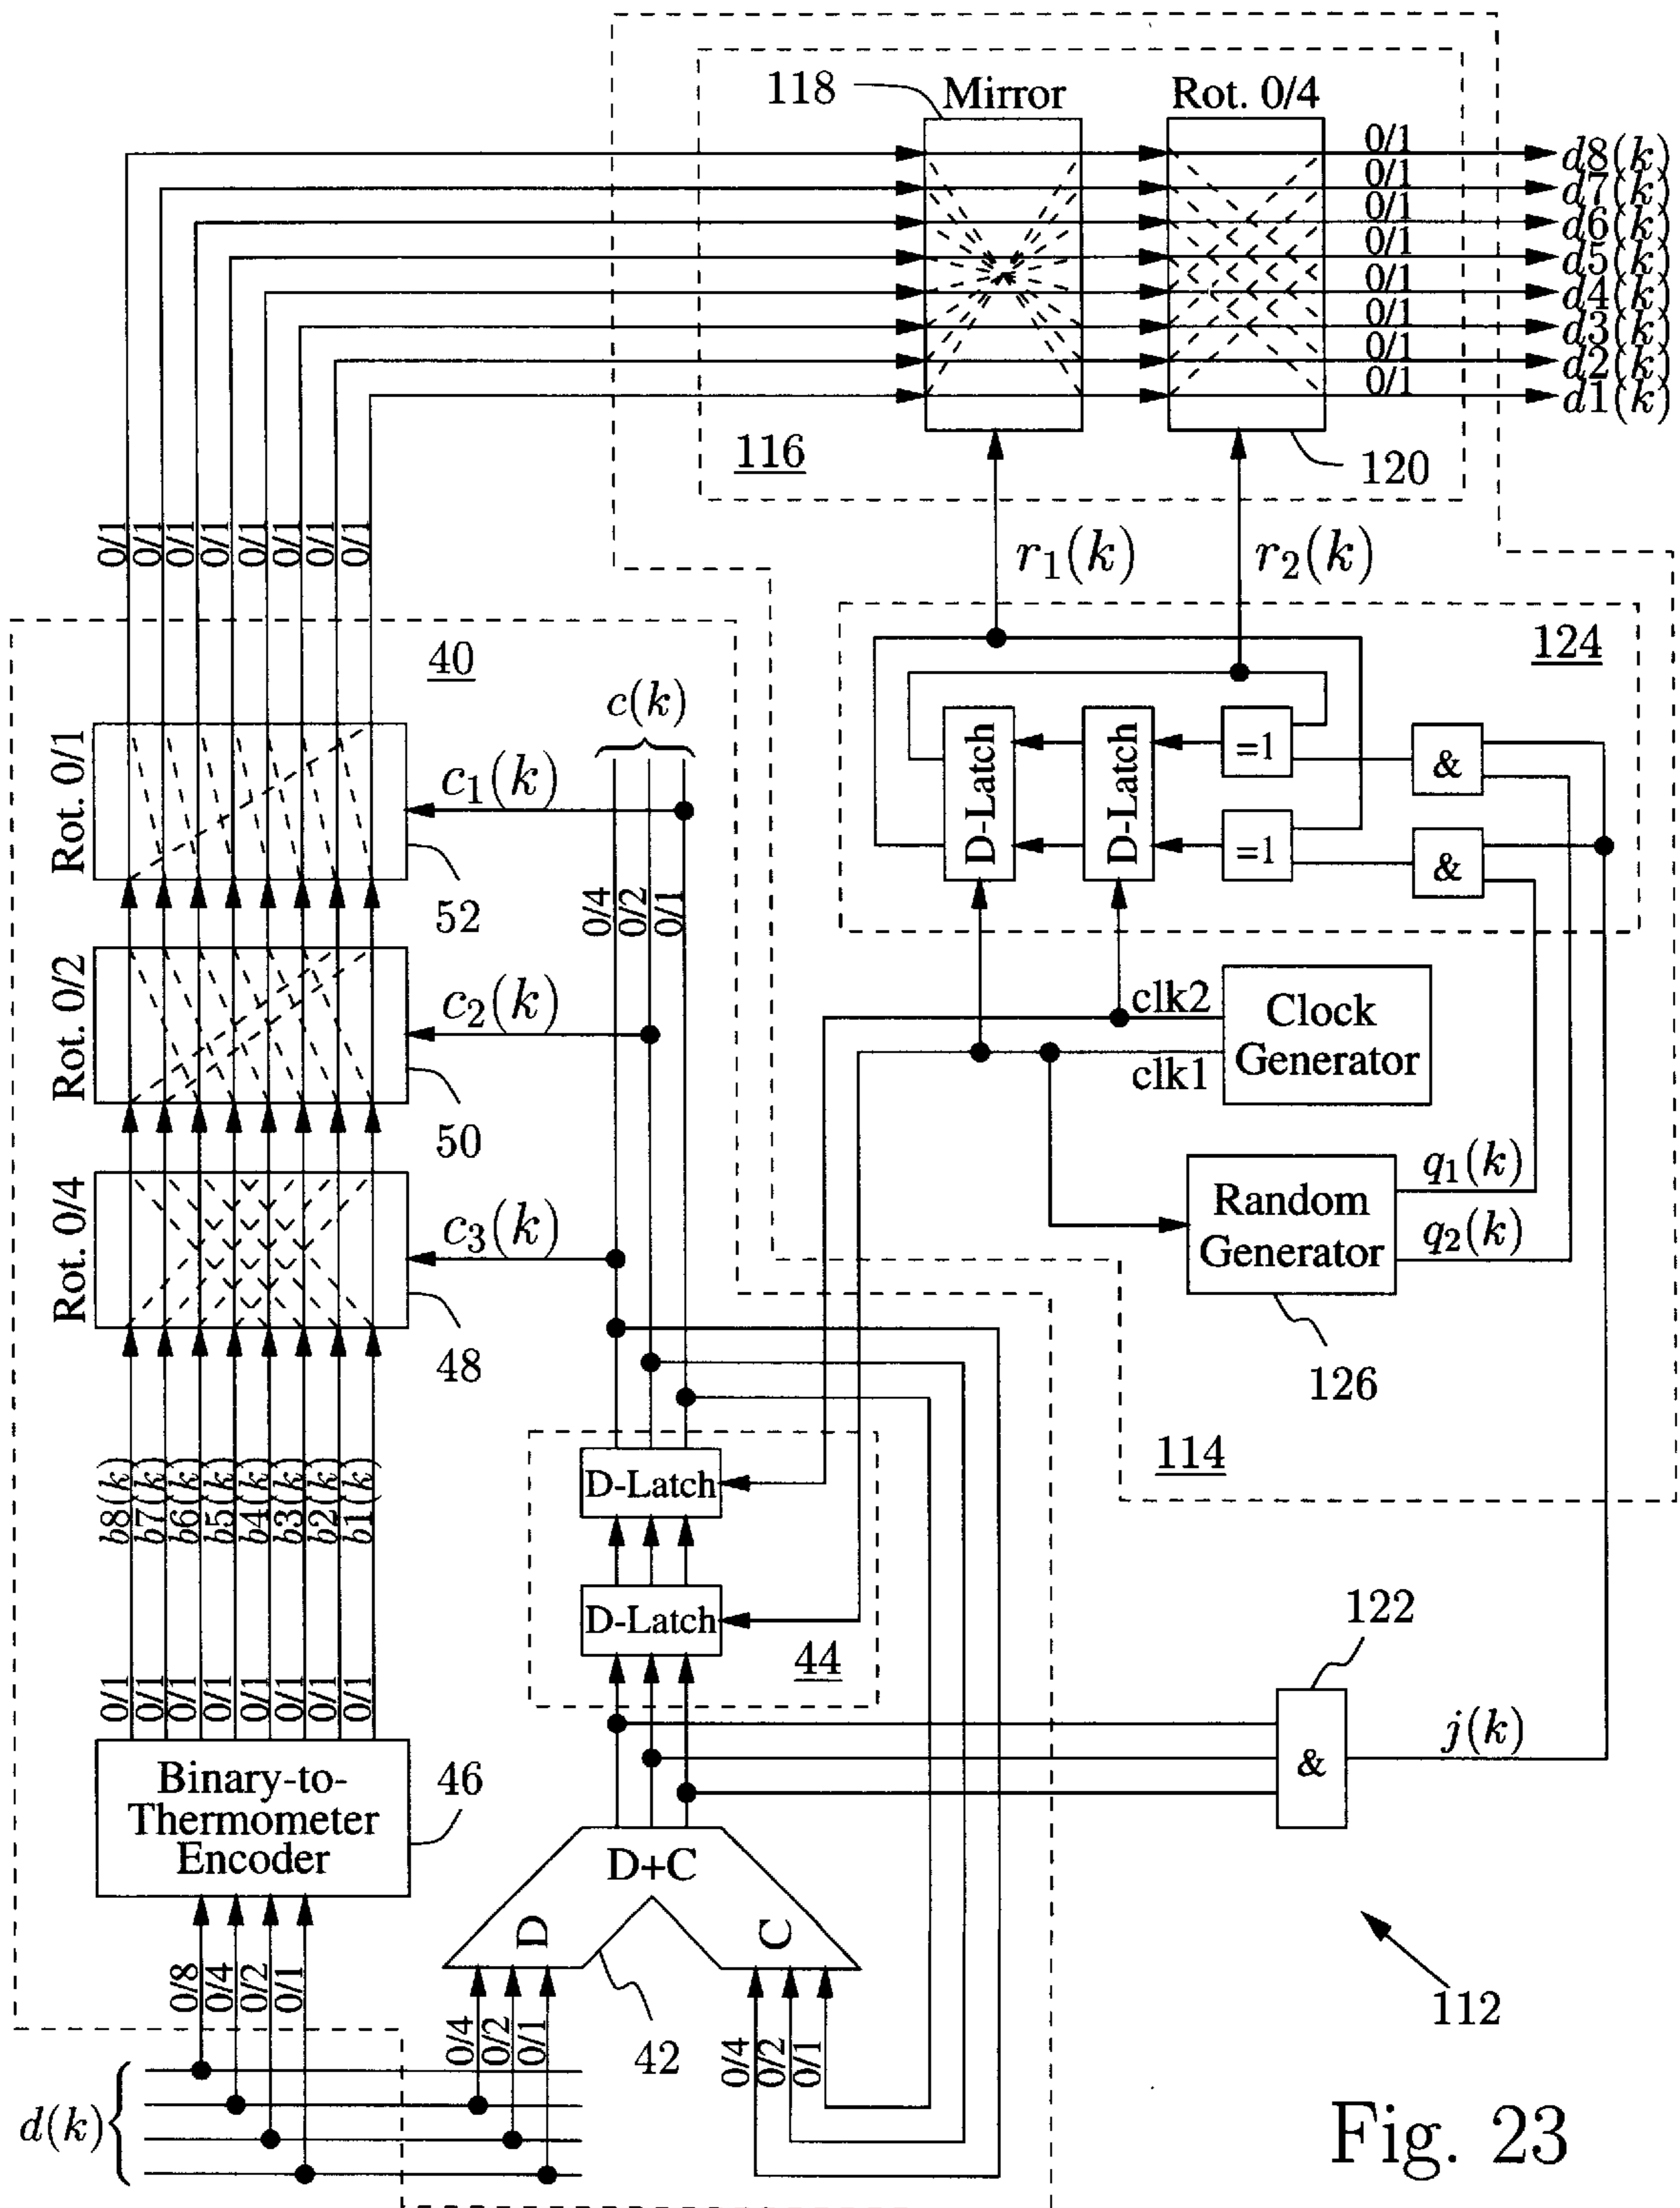 118
Mirror
Rot. 0/4
0/1
0/1
0/1
0/1
0/1
0/1
0/1
0/1
d8(k)
d7(k)
d6(k)
d5(k)
d4(k)
d3(k)
d2(k)
d1(k)
116
120
r₁(k)
r₂(k)
0/1
0/1
0/1
0/1
0/1
0/1
0/1
0/1
40
124
c(k)
Rot. 0/1
c₁(k)
52
0/4
0/2
0/1
D-Latch
D-Latch
=1
=1
&
&
Rot. 0/2
c₂(k)
50
clk2
clk1
Clock
Generator
Rot. 0/4
c₃(k)
48
Random
Generator
q₁(k)
q₂(k)
126
114
b8(k)
b7(k)
b6(k)
b5(k)
b4(k)
b3(k)
b2(k)
b1(k)
D-Latch
D-Latch
44
0/1
0/1
0/1
0/1
0/1
0/1
0/1
0/1
122
&
j(k)
Binary-to-
Thermometer
Encoder
46
D+C
D
C
42
0/8
0/4
0/2
0/1
0/4
0/2
0/1
0/4
0/2
0/1
d(k)
112
Fig. 23